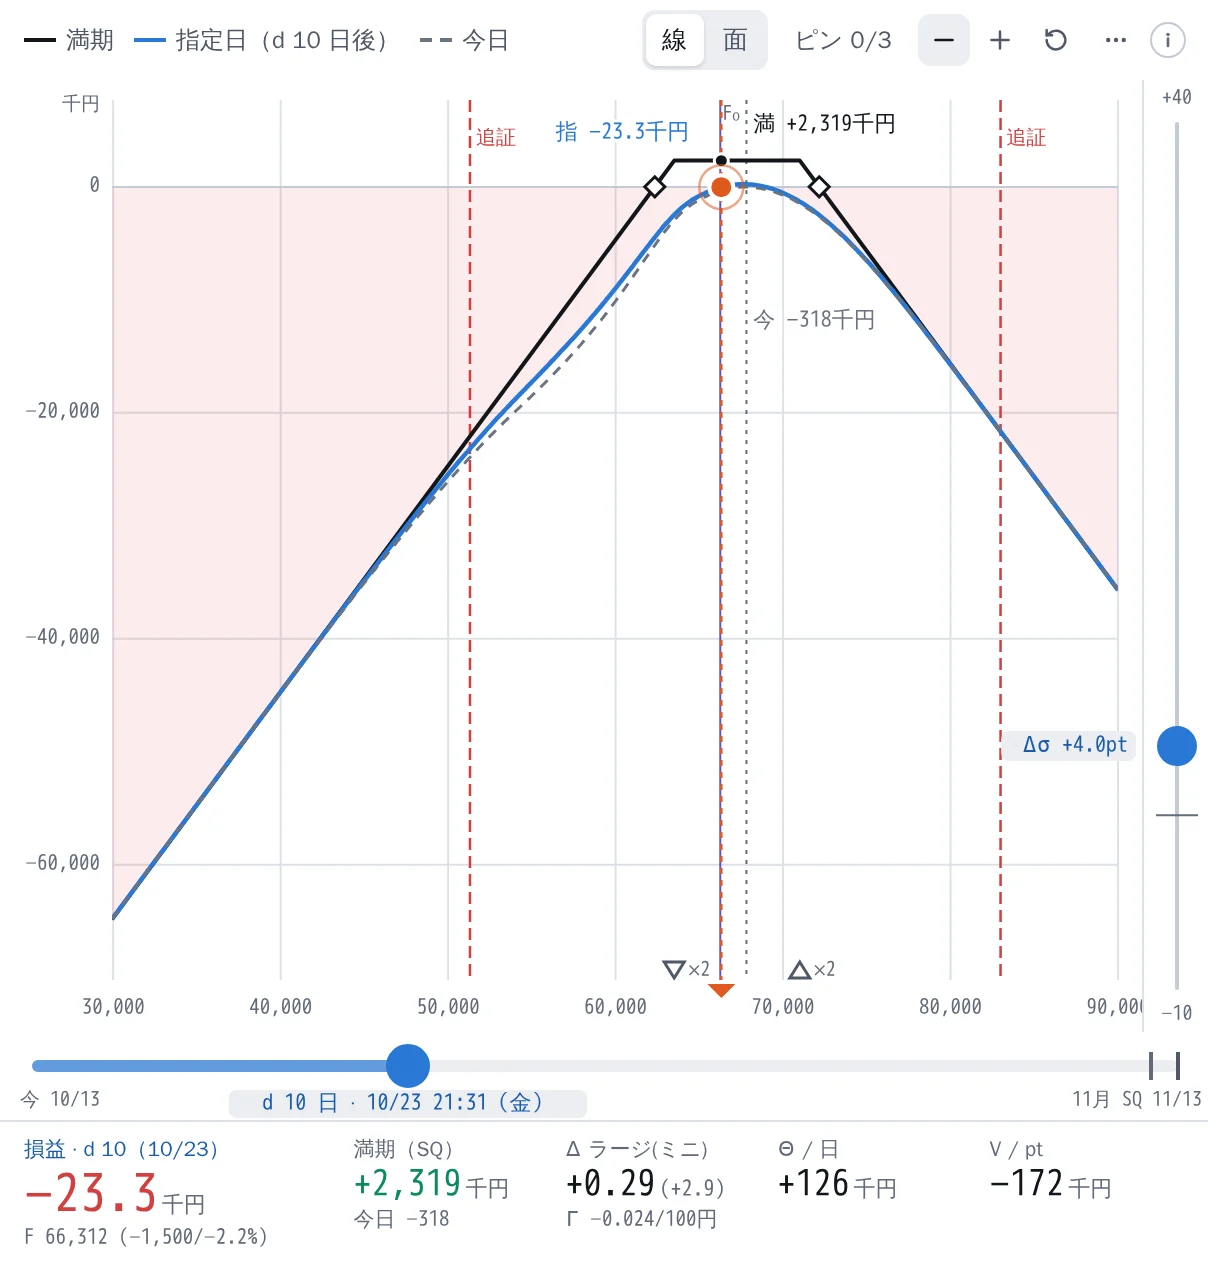 満期 指定日（d 10 日後） 今日 線 面 ピン 0/3 − + ··· i
千円 追証 指 −23.3千円 F₀ 満 +2,319千円 追証 +40
0
今 −318千円
−20,000
−40,000
Δσ +4.0pt
−60,000
×2 ×2
30,000 40,000 50,000 60,000 70,000 80,000 90,00 −10
今 10/13 d 10 日 · 10/23 21:31（金） 11月 SQ 11/13
損益 · d 10（10/23） 満期（SQ） Δ ラージ(ミニ) Θ / 日 V / pt
−23.3千円 +2,319千円 +0.29(+2.9) +126千円 −172千円
F 66,312 (−1,500/−2.2%) 今日 −318 Γ −0.024/100円